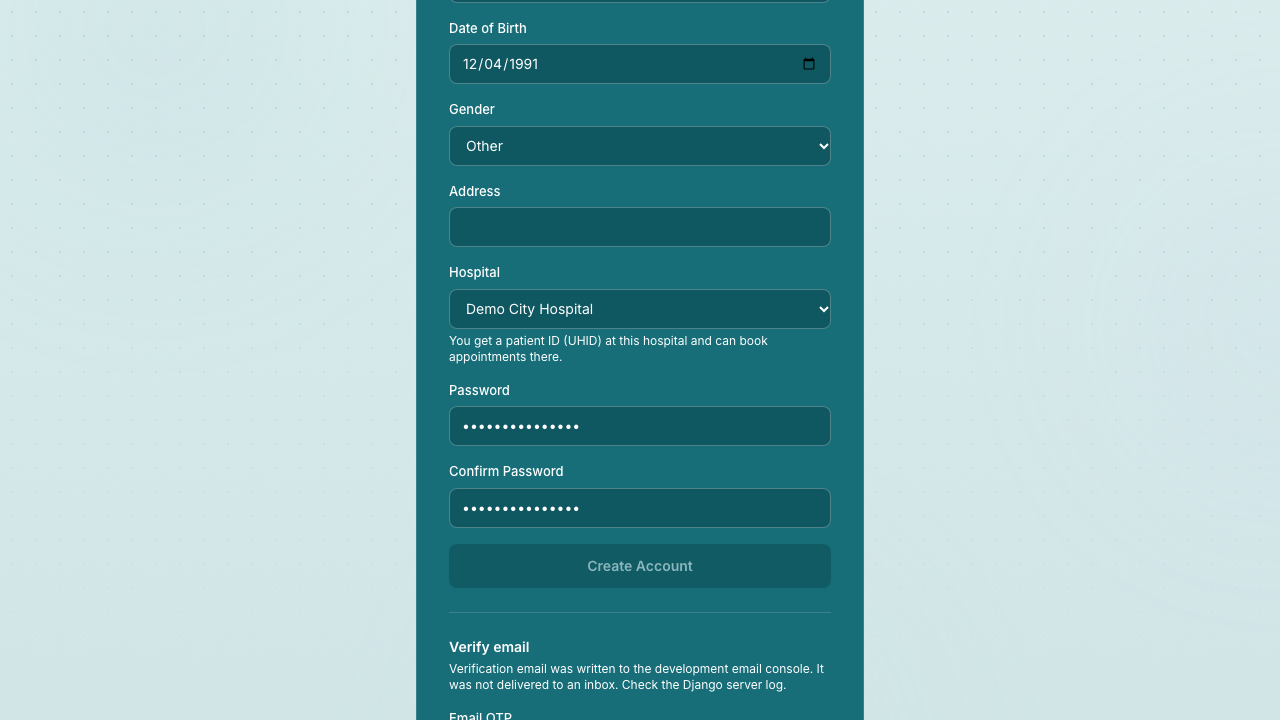 Date of Birth
12/04/1991
Gender
Other
Address
Hospital
Demo City Hospital
You get a patient ID (UHID) at this hospital and can book
appointments there.
Password
•••••••••••••••
Confirm Password
•••••••••••••••
Create Account
Verify email
Verification email was written to the development email console. It
was not delivered to an inbox. Check the Django server log.
Email OTP